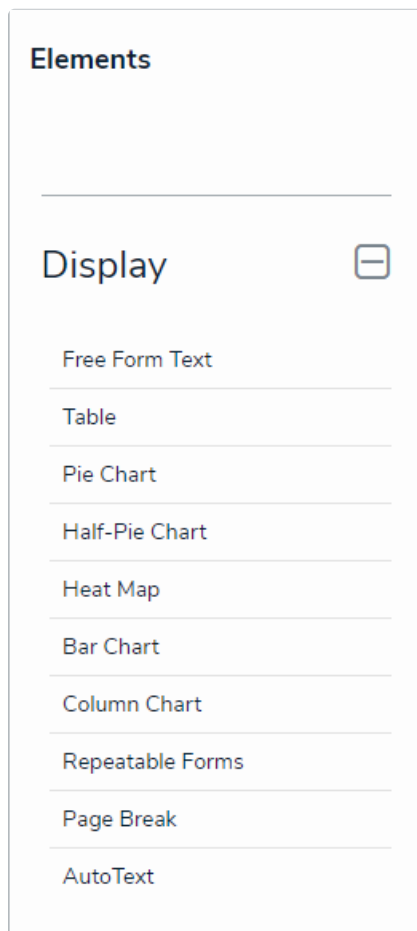 Elements
Display
Free Form Text
Table
Pie Chart
Half-Pie Chart
Heat Map
Bar Chart
Column Chart
Repeatable Forms
Page Break
AutoText